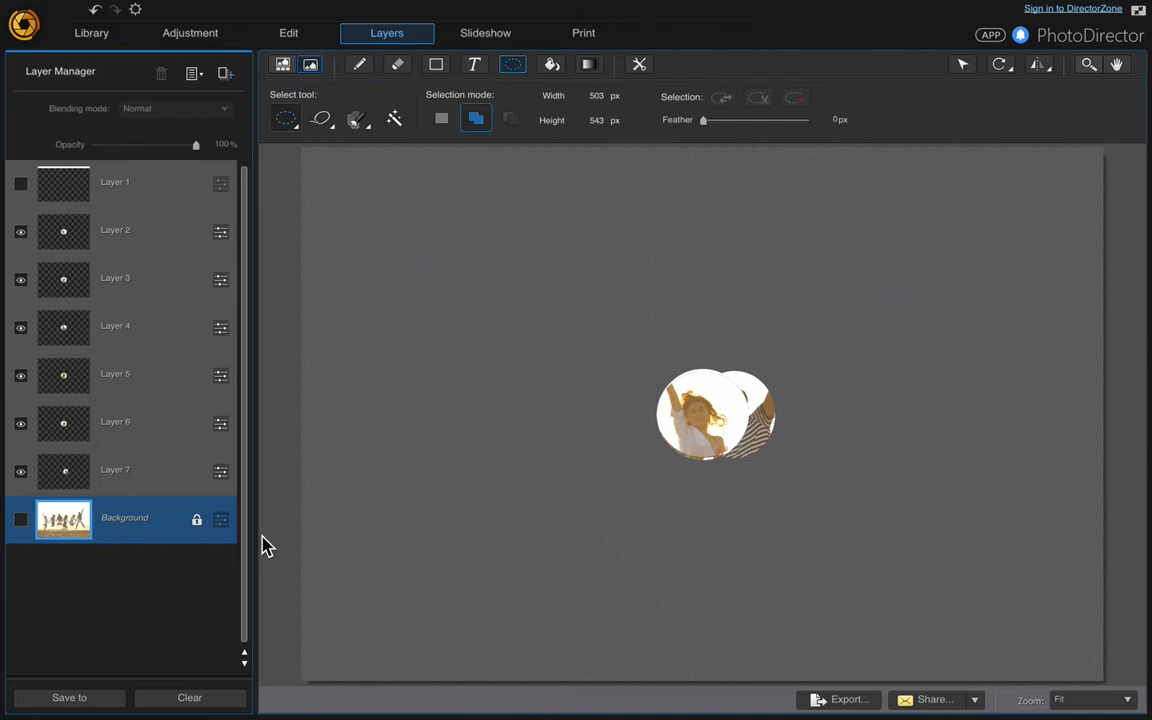 Sign in to DirectorZone
Library
Adjustment
Edit
Layers
Slideshow
Print
APP
PhotoDirector
Layer Manager
Blending mode:
Normal
Opacity
100%
Select tool:
Selection mode:
Width
503
px
Height
543
px
Selection:
Feather
0px
Layer 1
Layer 2
Layer 3
Layer 4
Layer 5
Layer 6
Layer 7
Background
Save to
Clear
Export...
Share...
Zoom:
Fit